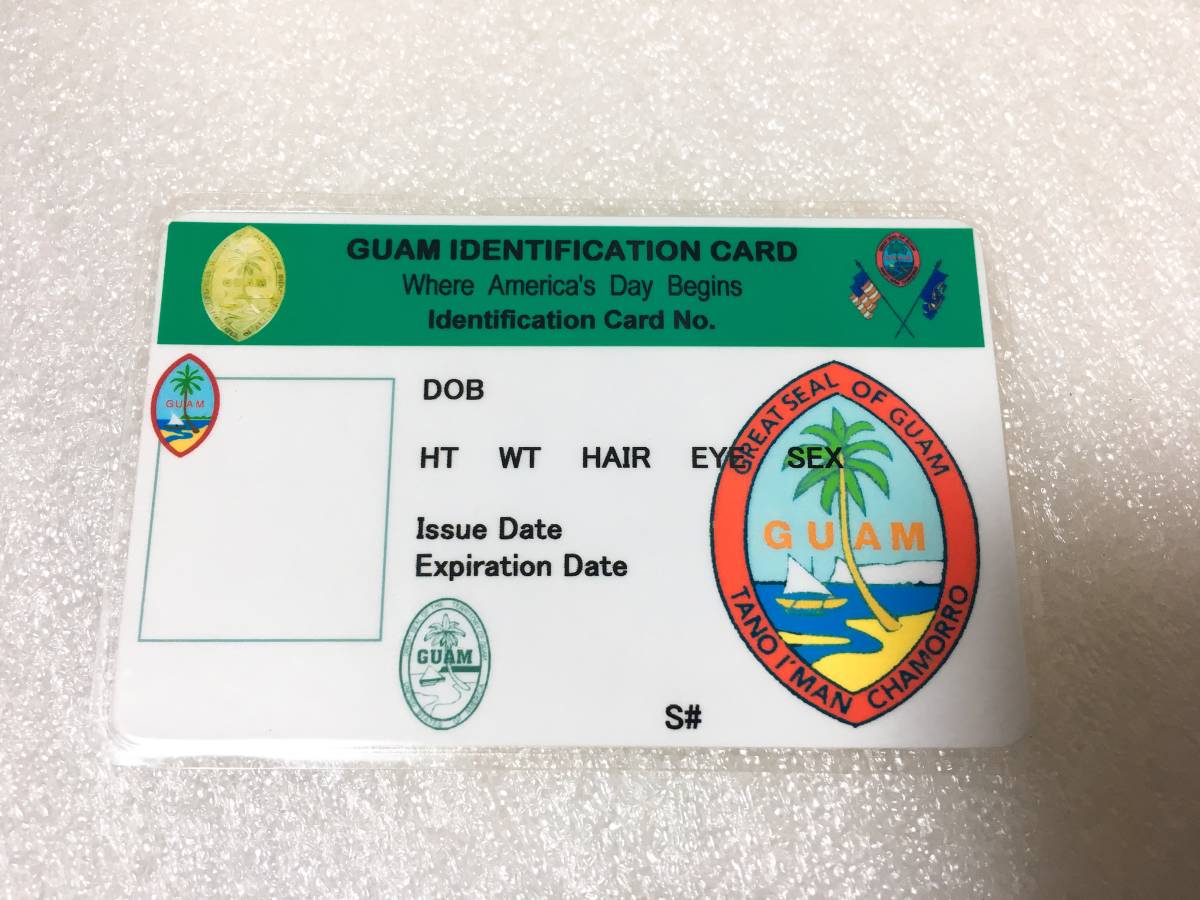 GUAM IDENTIFICATION CARD
Where America's Day Begins
Identification Card No.
GUAM
DOB
HT WT HAIR EYE SEX
Issue Date
Expiration Date
GUAM
S#
GREAT SEAL OF GUAM
GUAM
TANO I'MAN CHAMORRO